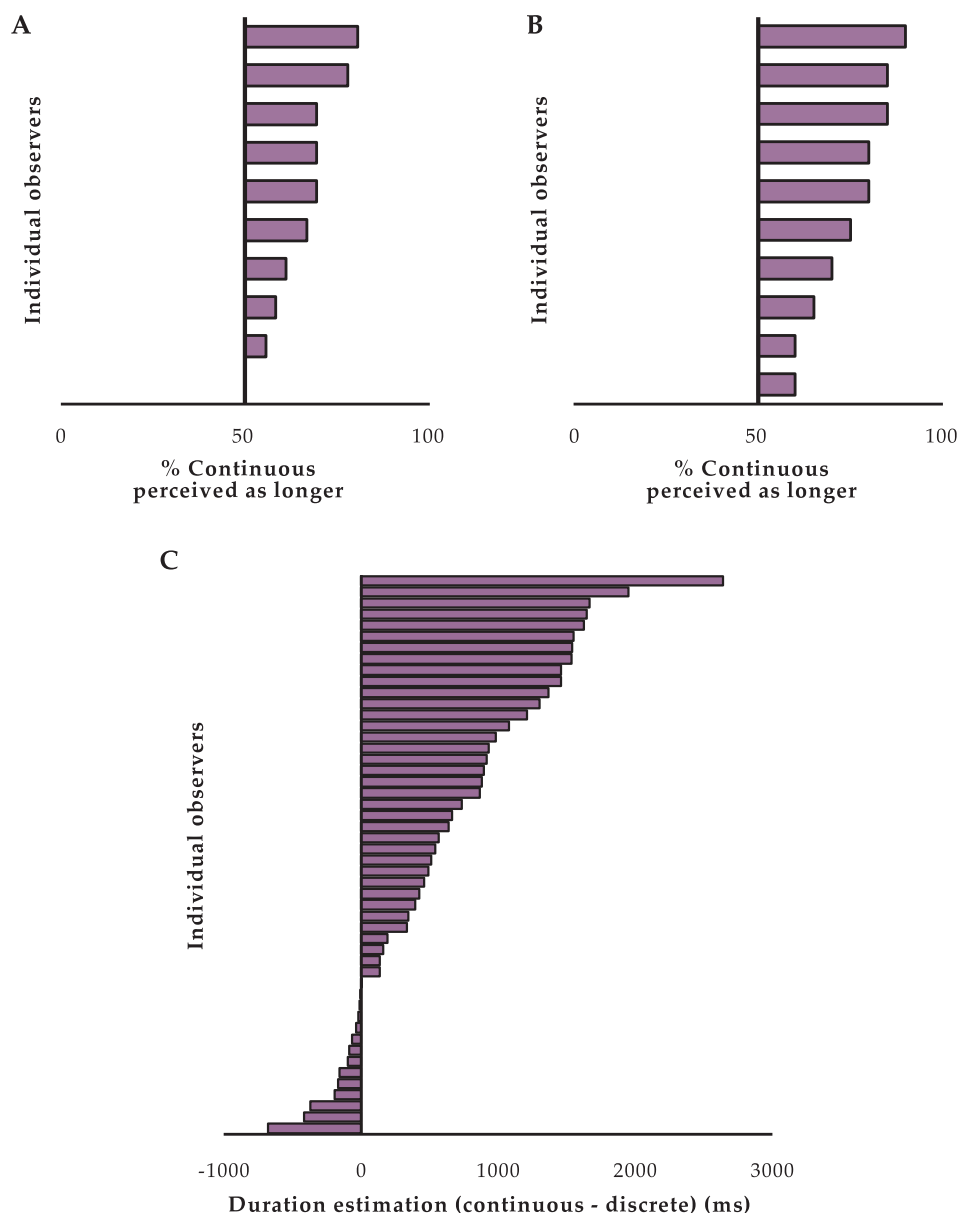 A
Individual observers
0
50
100
% Continuous
perceived as longer
B
Individual observers
0
50
100
% Continuous
perceived as longer
C
Individual observers
-1000
0
1000
2000
3000
Duration estimation (continuous - discrete) (ms)